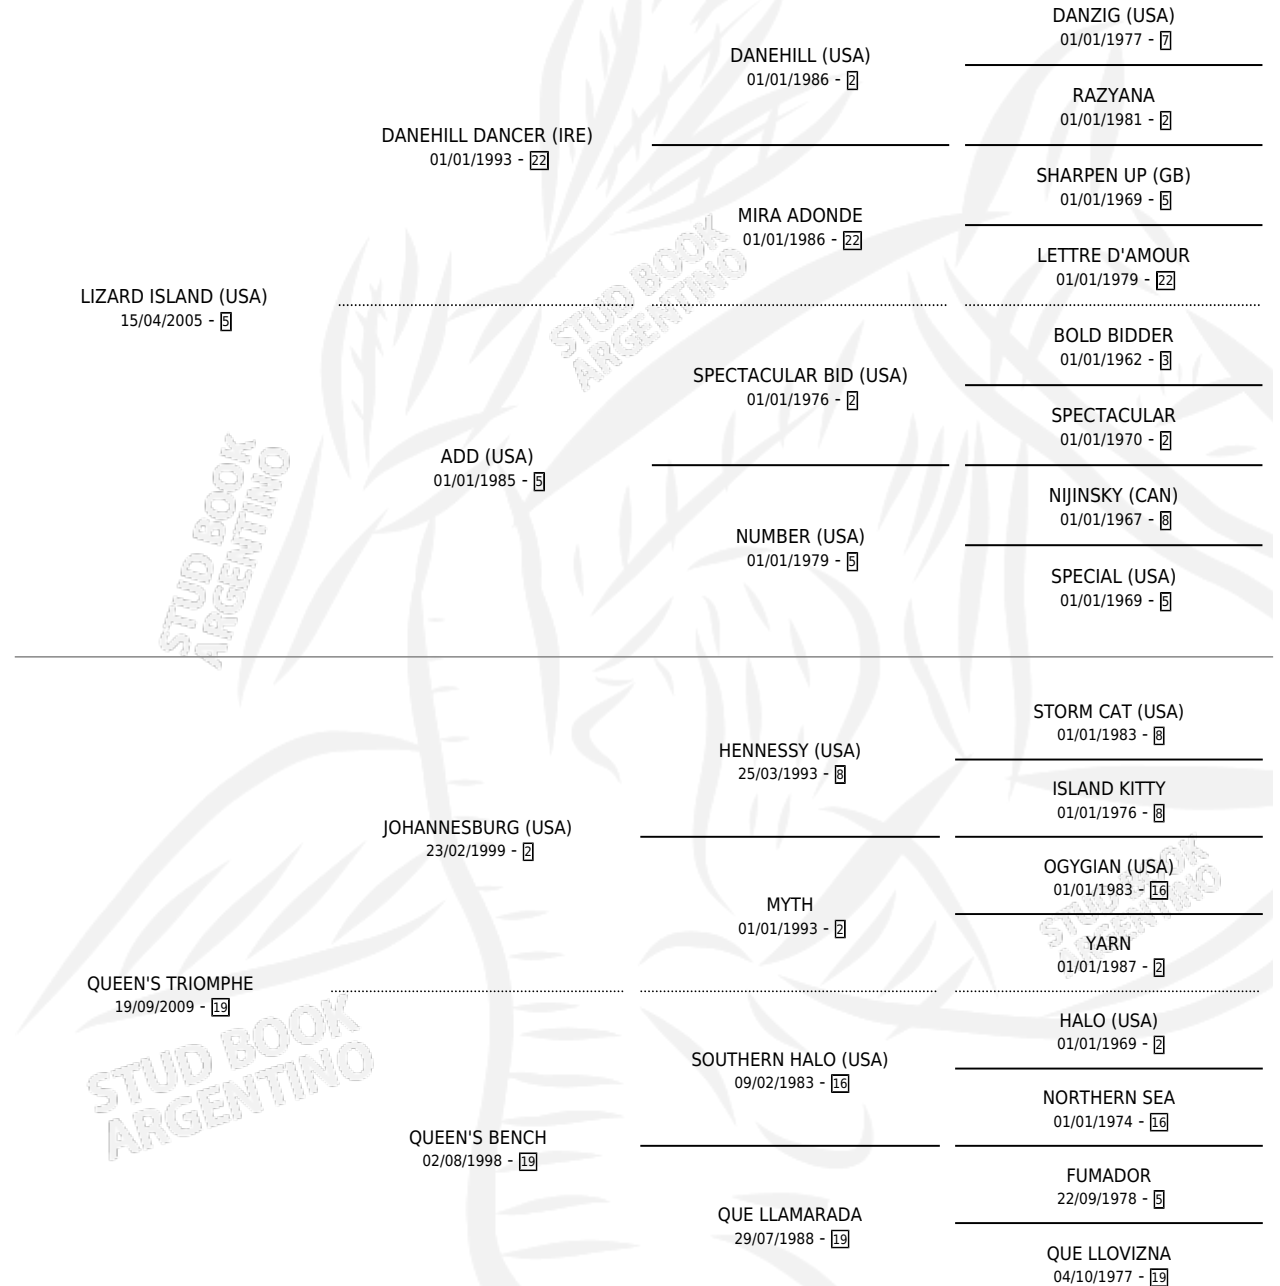 DANZIG (USA)
01/01/1977 - 7
DANEHILL (USA)
01/01/1986 - 2
RAZYANA
01/01/1981 - 2
DANEHILL DANCER (IRE)
01/01/1993 - 22
SHARPEN UP (GB)
01/01/1969 - 5
MIRA ADONDE
01/01/1986 - 22
LETTRE D'AMOUR
01/01/1979 - 22
LIZARD ISLAND (USA)
15/04/2005 - 5
BOLD BIDDER
01/01/1962 - 3
SPECTACULAR BID (USA)
01/01/1976 - 2
SPECTACULAR
01/01/1970 - 2
ADD (USA)
01/01/1985 - 5
NIJINSKY (CAN)
01/01/1967 - 8
NUMBER (USA)
01/01/1979 - 5
SPECIAL (USA)
01/01/1969 - 5
STORM CAT (USA)
01/01/1983 - 8
HENNESSY (USA)
25/03/1993 - 8
ISLAND KITTY
01/01/1976 - 8
JOHANNESBURG (USA)
23/02/1999 - 2
OGYGIAN (USA)
01/01/1983 - 16
MYTH
01/01/1993 - 2
YARN
01/01/1987 - 2
QUEEN'S TRIOMPHE
19/09/2009 - 19
HALO (USA)
01/01/1969 - 2
SOUTHERN HALO (USA)
09/02/1983 - 16
NORTHERN SEA
01/01/1974 - 16
QUEEN'S BENCH
02/08/1998 - 19
FUMADOR
22/09/1978 - 5
QUE LLAMARADA
29/07/1988 - 19
QUE LLOVIZNA
04/10/1977 - 19
STUD BOOK
ARGENTINO
STUD BOOK
ARGENTINO
STUD BOOK
ARGENTINO
STUD BOOK
ARGENTINO